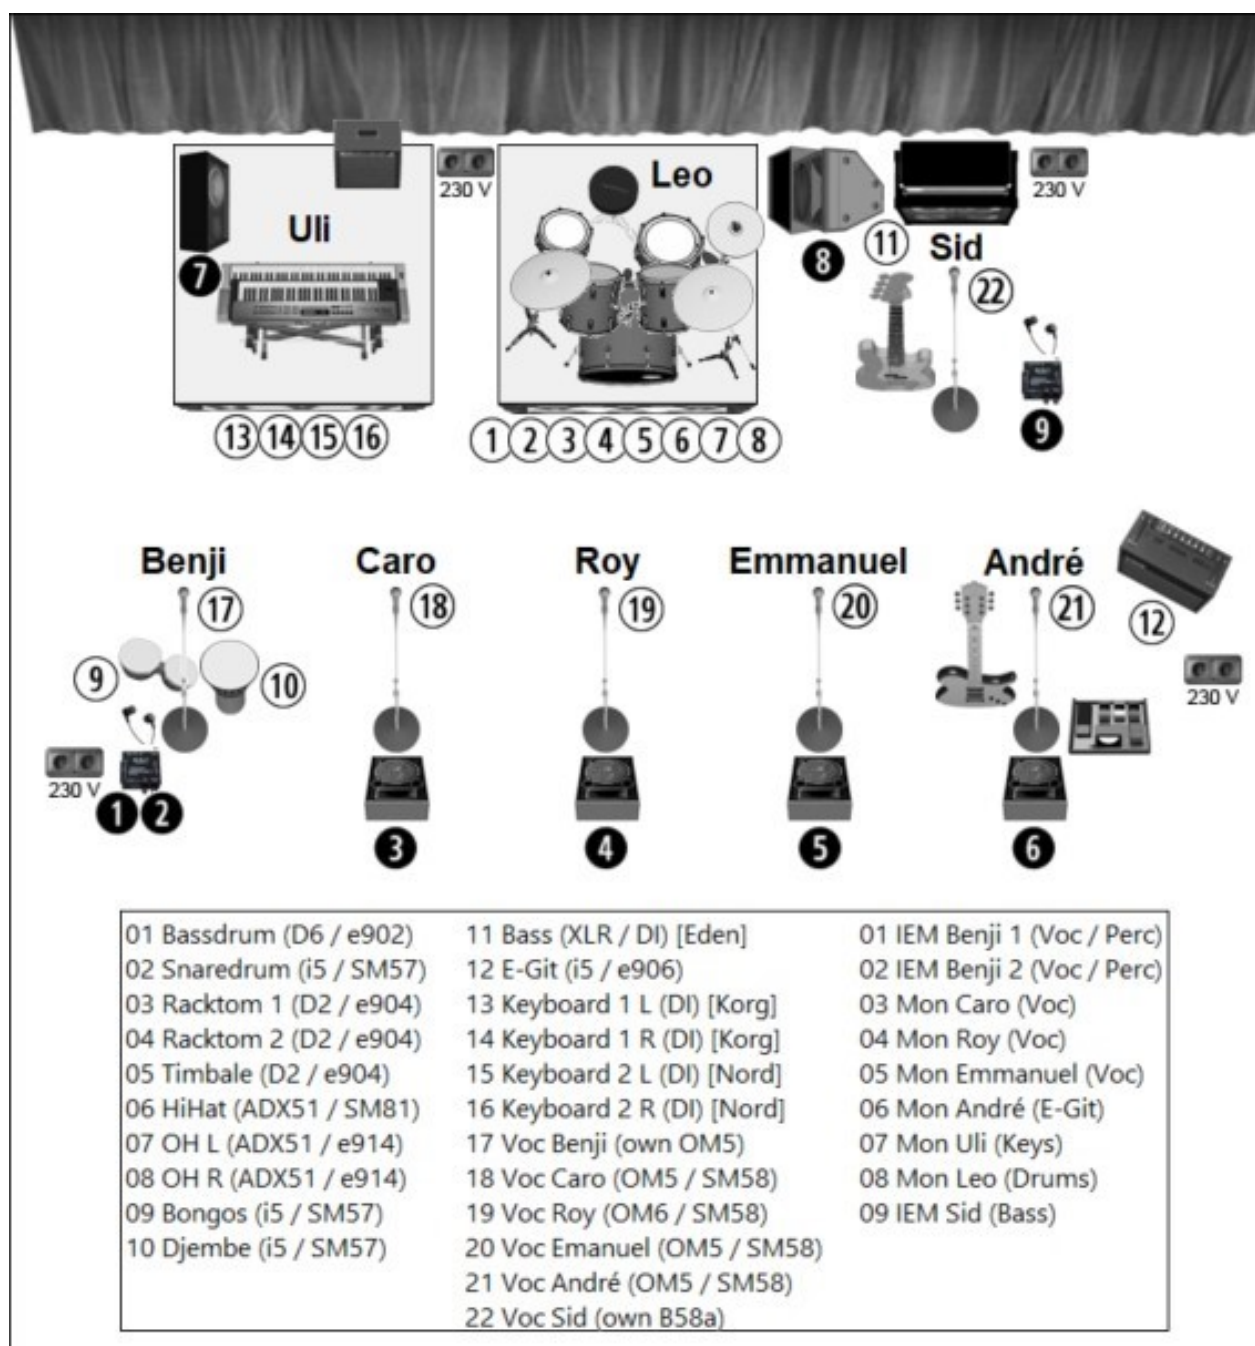 Leo
230 V
230 V
Uli
11
Sid
7
8
22
9
13 14 15 16
1 2 3 4 5 6 7 8
Benji
Caro
Roy
Emmanuel
André
17
18
19
20
21
12
9
10
230 V
230 V
1 2
3
4
5
6
01 Bassdrum (D6 / e902)
02 Snaredrum (i5 / SM57)
03 Racktom 1 (D2 / e904)
04 Racktom 2 (D2 / e904)
05 Timbale (D2 / e904)
06 HiHat (ADX51 / SM81)
07 OH L (ADX51 / e914)
08 OH R (ADX51 / e914)
09 Bongos (i5 / SM57)
10 Djembe (i5 / SM57)
11 Bass (XLR / DI) [Eden]
12 E-Git (i5 / e906)
13 Keyboard 1 L (DI) [Korg]
14 Keyboard 1 R (DI) [Korg]
15 Keyboard 2 L (DI) [Nord]
16 Keyboard 2 R (DI) [Nord]
17 Voc Benji (own OM5)
18 Voc Caro (OM5 / SM58)
19 Voc Roy (OM6 / SM58)
20 Voc Emanuel (OM5 / SM58)
21 Voc André (OM5 / SM58)
22 Voc Sid (own B58a)
01 IEM Benji 1 (Voc / Perc)
02 IEM Benji 2 (Voc / Perc)
03 Mon Caro (Voc)
04 Mon Roy (Voc)
05 Mon Emmanuel (Voc)
06 Mon André (E-Git)
07 Mon Uli (Keys)
08 Mon Leo (Drums)
09 IEM Sid (Bass)